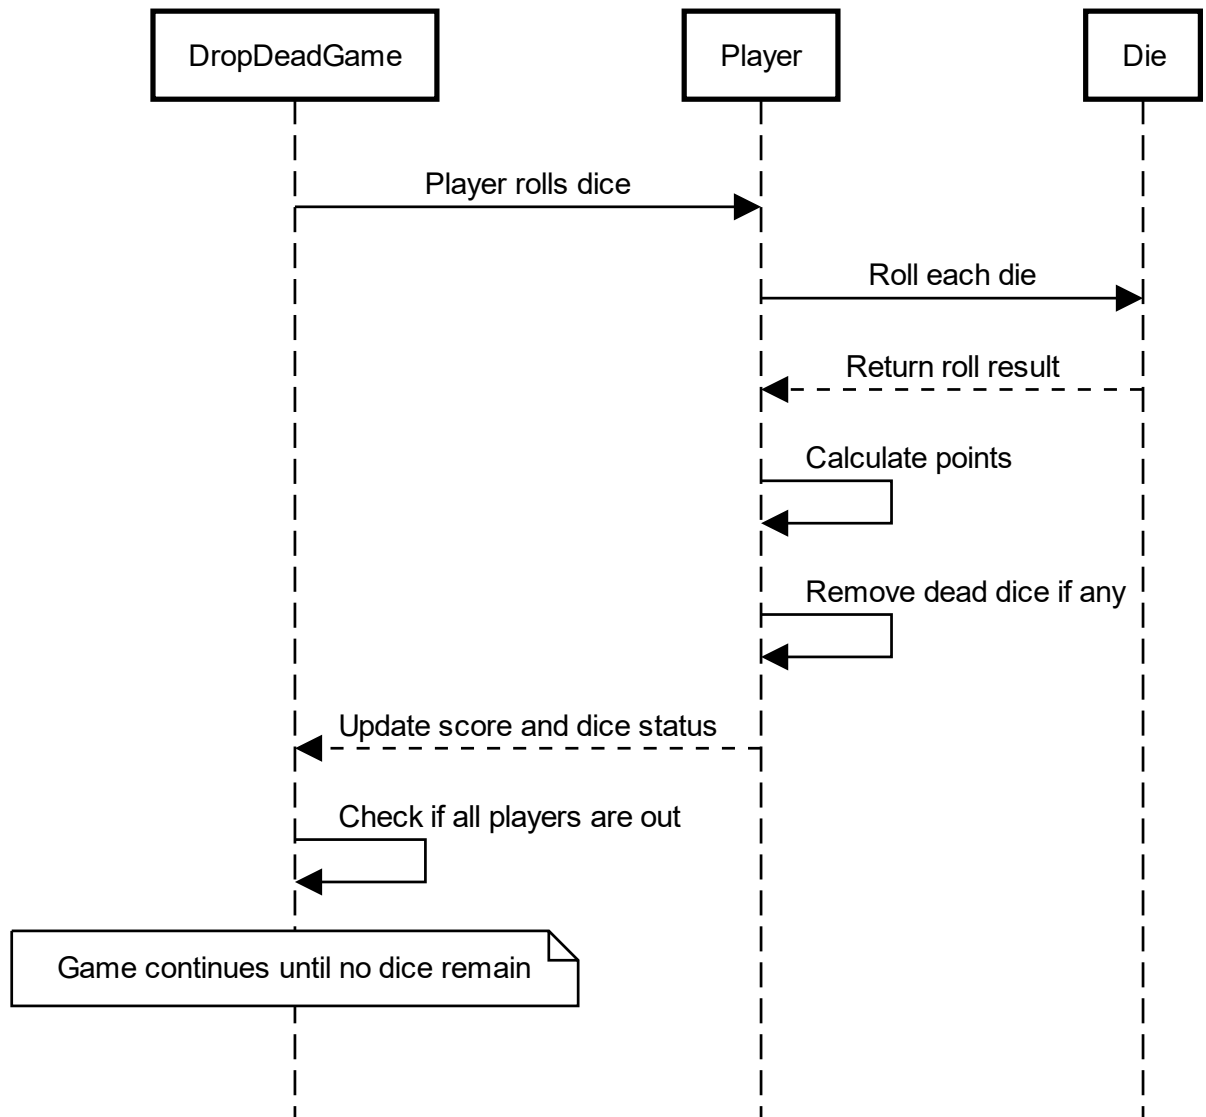 DropDeadGame
Player
Die
Player rolls dice
Roll each die
Return roll result
Calculate points
Remove dead dice if any
Update score and dice status
Check if all players are out
Game continues until no dice remain